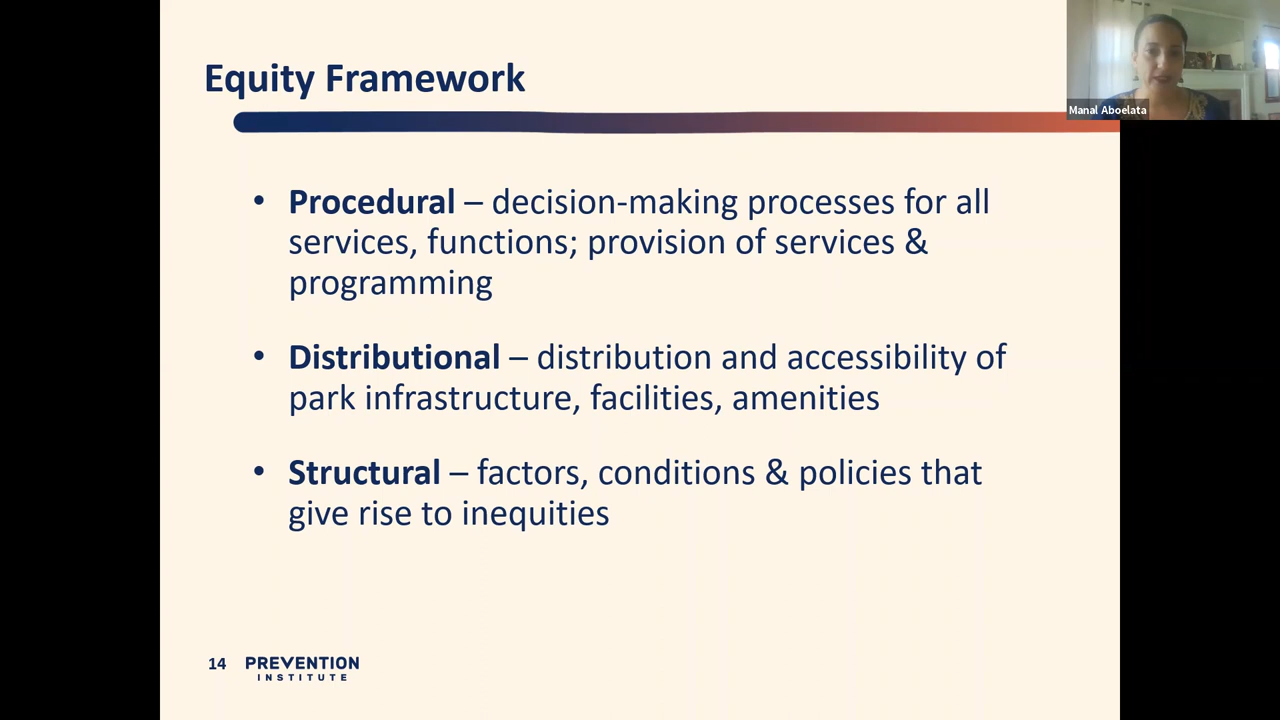 Equity Framework
Manal Aboelata
• Procedural – decision-making processes for all
services, functions; provision of services &
programming
• Distributional – distribution and accessibility of
park infrastructure, facilities, amenities
• Structural – factors, conditions & policies that
give rise to inequities
14 PREVENTION
INSTITUTE